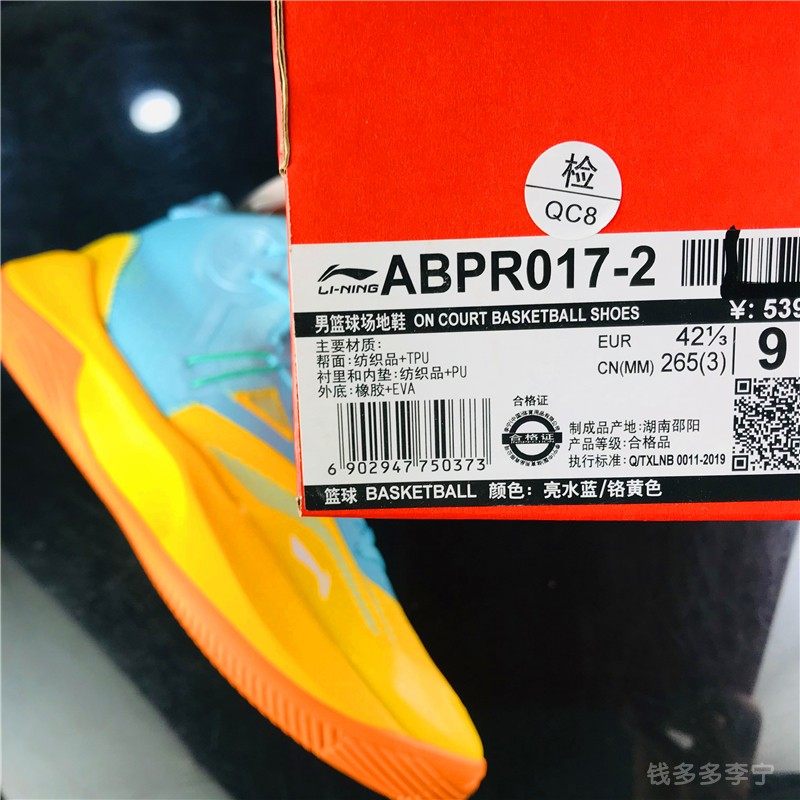 检
QC8
LI-NING ABPR017-2
¥: 539
男篮球场地鞋 ON COURT BASKETBALL SHOES
主要材质:
帮面: 纺织品+TPU
衬里和内垫: 纺织品+PU
外底: 橡胶+EVA
EUR 42⅓
CN(MM) 265(3)
9
6 902947 750373
合格证
合格证
制成品产地: 湖南邵阳
产品等级: 合格品
执行标准: Q/TXLNB 0011-2019
篮球 BASKETBALL 颜色: 亮水蓝/铬黄色
钱多多李宁